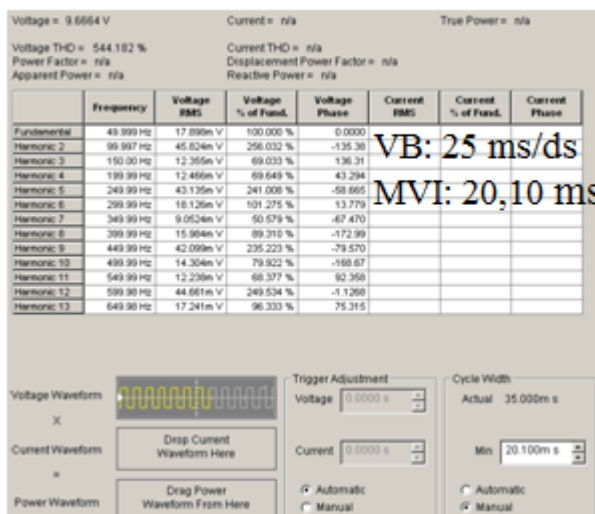 Voltage = 9.6664 V Current = n/a True Power = n/a
Voltage THD = 544.182 % Current THD = n/a
Power Factor = n/a Displacement Power Factor = n/a
Apparent Power = n/a Reactive Power = n/a
Frequency Voltage RMS Voltage % of Fund. Voltage Phase Current RMS Current % of Fund. Current Phase
Fundamental 49.999 Hz 17.898m V 100.000 % 0.0000
Harmonic 2 99.997 Hz 45.824m V 256.032 % -135.38
Harmonic 3 150.00 Hz 12.355m V 69.033 % 136.31
Harmonic 4 199.99 Hz 12.466m V 69.649 % 43.294
Harmonic 5 249.99 Hz 43.135m V 241.008 % -58.665
Harmonic 6 299.99 Hz 18.126m V 101.275 % 13.779
Harmonic 7 349.99 Hz 9.0524m V 50.579 % -67.470
Harmonic 8 399.99 Hz 15.984m V 89.310 % -172.99
Harmonic 9 449.99 Hz 42.099m V 235.223 % -79.570
Harmonic 10 499.99 Hz 14.304m V 79.922 % -168.67
Harmonic 11 549.99 Hz 12.238m V 68.377 % 92.358
Harmonic 12 599.98 Hz 44.661m V 249.534 % -1.1268
Harmonic 13 649.98 Hz 17.241m V 96.333 % 75.315
VB: 25 ms/ds
MVI: 20,10 ms
Voltage Waveform
X
Current Waveform
=
Power Waveform
Drop Current
Waveform Here
Drag Power
Waveform From Here
Trigger Adjustment
Voltage 0.0000 s
Current 0.0000 s
Automatic
Manual
Cycle Width
Actual 35.000m s
Min 20.100m s
Automatic
Manual